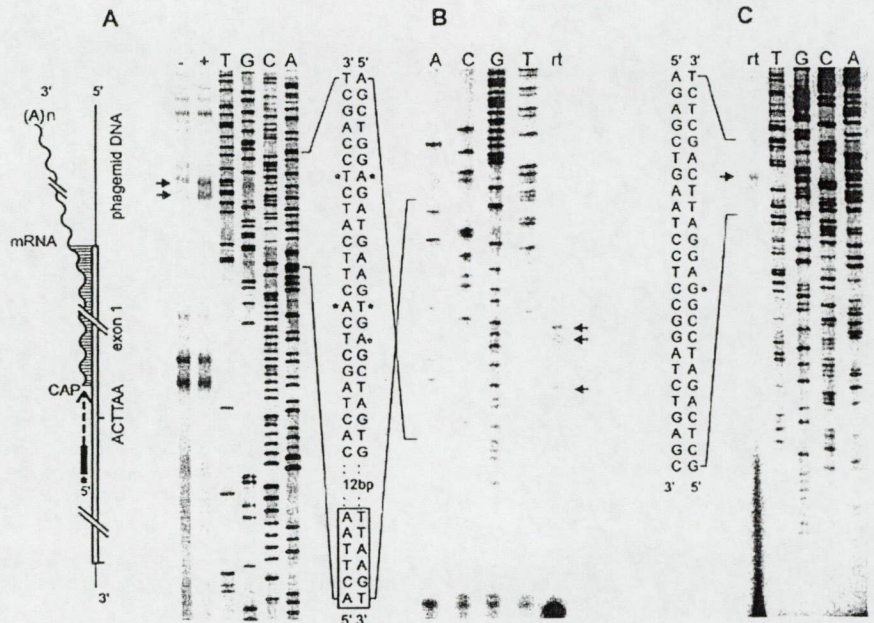 A
B
C
- + T G C A
3' 5'
T A
C G
G C
A T
C G
C G
*T A*
C G
T A
A T
C G
T A
T A
C G
*A T*
C G
T A°
C G
G C
A T
T A
C G
A T
C G
12bp
A T
A T
T A
T A
C G
A T
5' 3'
3' 5'
(A)n
phagemid DNA
mRNA
exon 1
CAP
ACTTAA
5'
3'
A C G T rt
5' 3'
A T
G C
A T
G C
C G
T A
G C
A T
A T
T A
C G
C G
T A
C G*
C G
G C
G C
A T
T A
C G
T A
G C
A T
G C
C G
3' 5'
rt T G C A